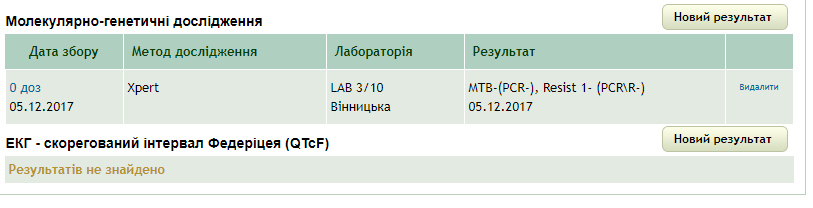 Молекулярно-генетичні дослідження
Новий результат
Дата збору Метод дослідження Лабораторія Результат
0 доз Xpert LAB 3/10 MTB-(PCR-), Resist 1- (PCR\R-) Видалити
05.12.2017 Вінницька 05.12.2017
ЕКГ - скорегований інтервал Федеріцея (QTcF)
Новий результат
Результатів не знайдено